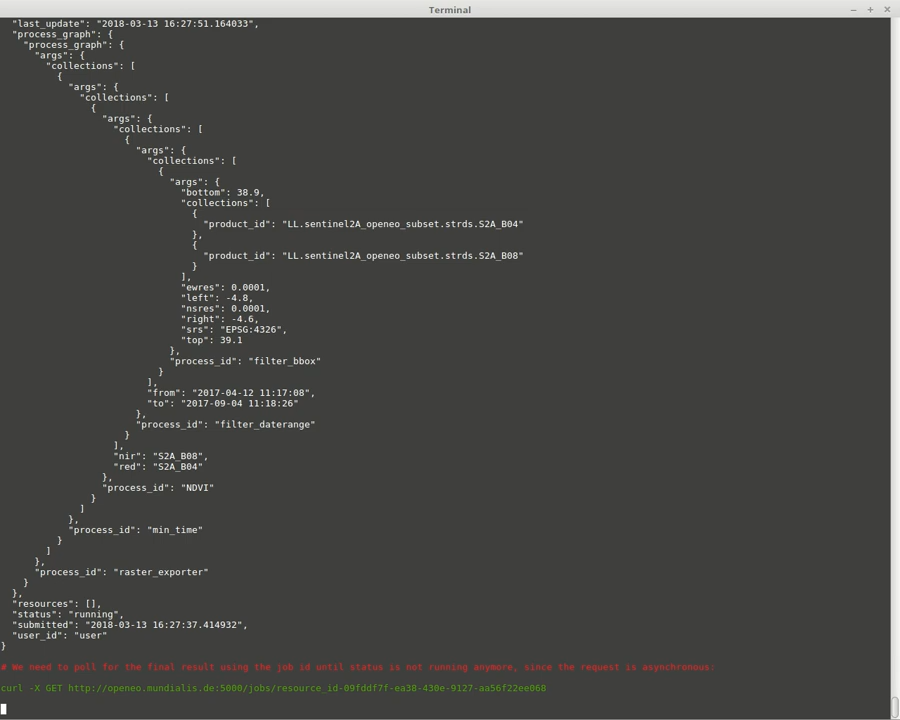 Terminal
"last_update": "2018-03-13 16:27:51.164033",
"process_graph": {
"process_graph": {
"args": {
"collections": [
{
"args": {
"collections": [
{
"args": {
"collections": [
{
"args": {
"collections": [
{
"args": {
"bottom": 38.9,
"collections": [
{
"product_id": "LL.sentinel2A_openeo_subset.strds.S2A_B04"
},
{
"product_id": "LL.sentinel2A_openeo_subset.strds.S2A_B08"
}
],
"ewres": 0.0001,
"left": -4.8,
"nsres": 0.0001,
"right": -4.6,
"srs": "EPSG:4326",
"top": 39.1
},
"process_id": "filter_bbox"
}
],
"from": "2017-04-12 11:17:08",
"to": "2017-09-04 11:18:26"
},
"process_id": "filter_daterange"
}
],
"nir": "S2A_B08",
"red": "S2A_B04"
},
"process_id": "NDVI"
}
]
},
"process_id": "min_time"
}
]
},
"process_id": "raster_exporter"
}
},
"resources": [],
"status": "running",
"submitted": "2018-03-13 16:27:37.414932",
"user_id": "user"
}
# We need to poll for the final result using the job id until status is not running anymore, since the request is asynchronous:
curl -X GET http://openeo.mundialis.de:5000/jobs/resource_id-09fddf7f-ea38-430e-9127-aa56f22ee068